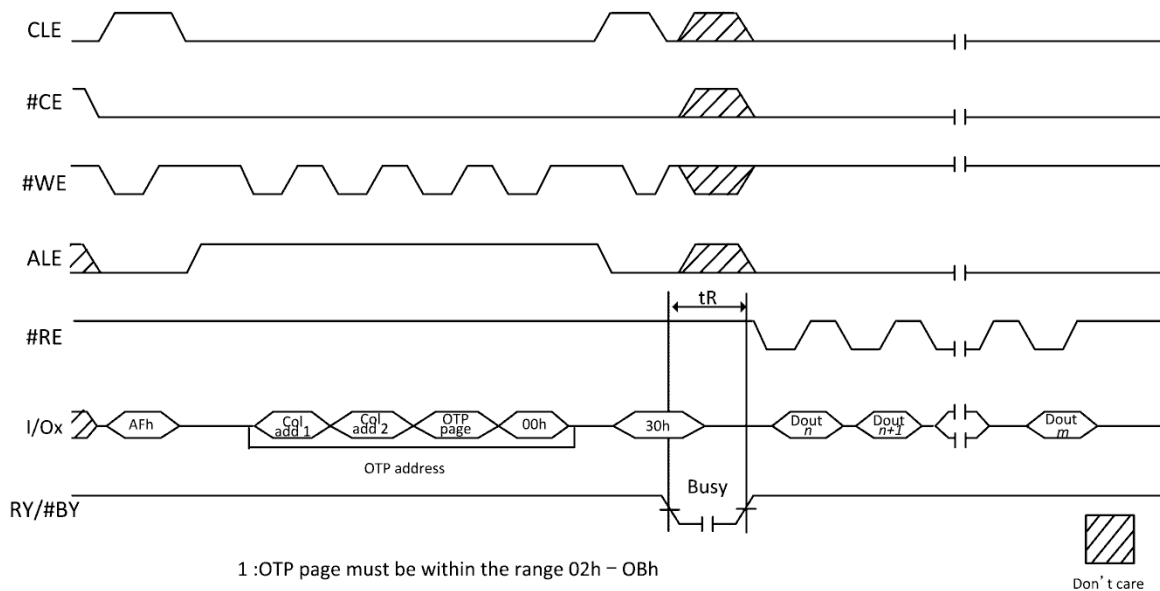 CLE
#CE
#WE
ALE
tR
#RE
I/Ox
AFh
Col
add 1
Col
add 2
OTP
page
00h
30h
Dout
n
Dout
n+1
Dout
m
OTP address
Busy
RY/#BY
1 :OTP page must be within the range 02h – OBh
Don't care